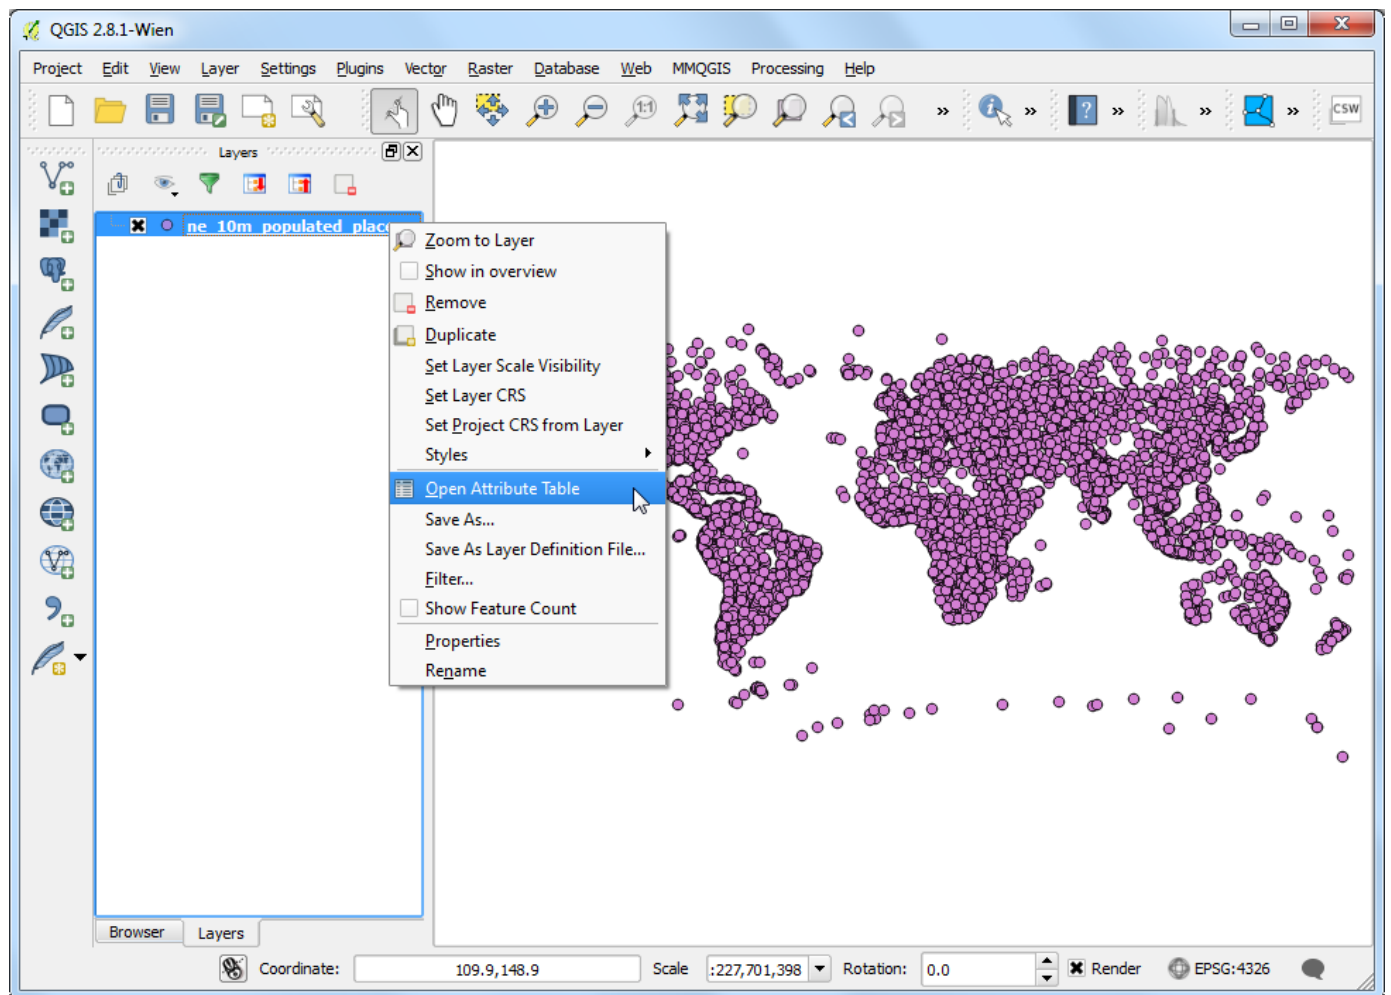 QGIS 2.8.1-Wien
Project Edit View Layer Settings Plugins Vector Raster Database Web MMQGIS Processing Help
1:1 » » ? » » » CSW
Layers
ne_10m_populated_plac
Zoom to Layer
Show in overview
Remove
Duplicate
Set Layer Scale Visibility
Set Layer CRS
Set Project CRS from Layer
Styles
Open Attribute Table
Save As...
Save As Layer Definition File...
Filter...
Show Feature Count
Properties
Rename
Browser Layers
Coordinate: 109.9,148.9 Scale :227,701,398 Rotation: 0.0 Render EPSG:4326